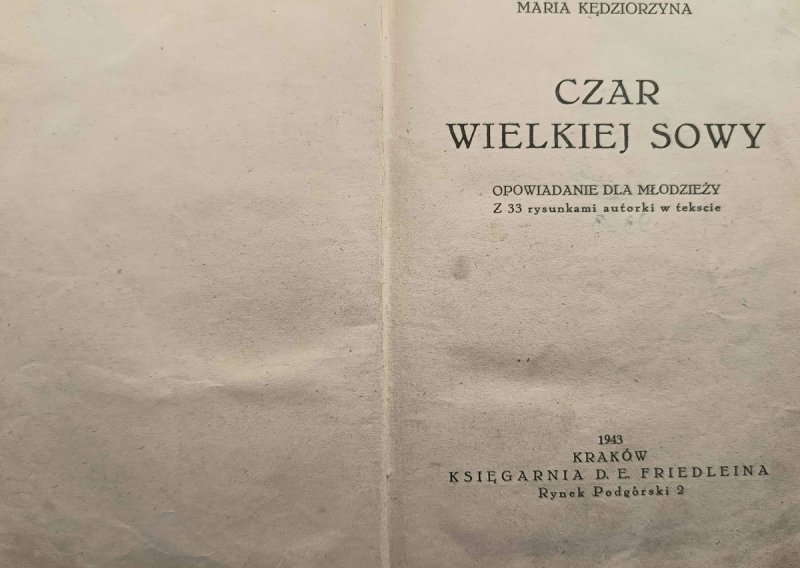 MARIA KĘDZIORZYNA
CZAR
WIELKIEJ SOWY
OPOWIADANIE DLA MŁODZIEŻY
Z 33 rysunkami autorki w tekscie
1943
KRAKÓW
KSIĘGARNIA D. E. FRIEDLEINA
Rynek Podgórski 2